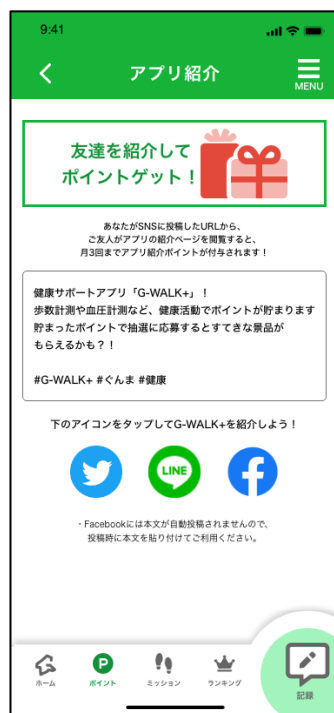 9:41
アプリ紹介
MENU
友達を紹介して
ポイントゲット！
あなたがSNSに投稿したURLから、
ご友人がアプリの紹介ページを閲覧すると、
月3回までアプリ紹介ポイントが付与されます！
健康サポートアプリ「G-WALK+」！
歩数計測や血圧計測など、健康活動でポイントが貯まります
貯まったポイントで抽選に応募するとすてきな景品が
もらえるかも？！
#G-WALK+ #ぐんま #健康
下のアイコンをタップしてG-WALK+を紹介しよう！
LINE
・Facebookには本文が自動投稿されませんので、
投稿時に本文を貼り付けてご利用ください。
P
ホーム
ポイント
ミッション
ランキング
記録